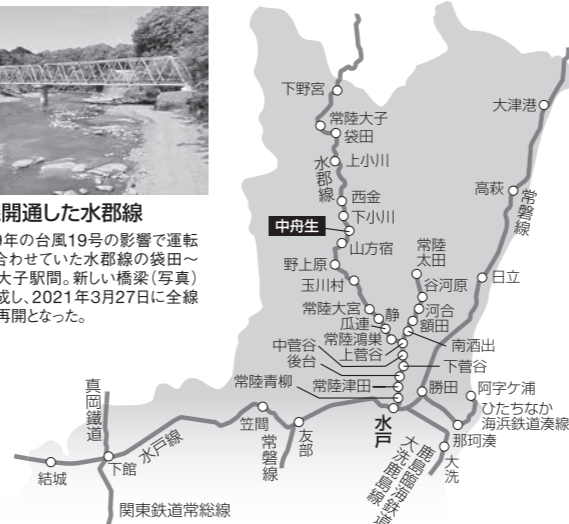 開通した水郡線
9年の台風19号の影響で運転
合わせていた水郡線の袋田〜
大子駅間。新しい橋梁(写真)
成し、2021年3月27日に全線
再開となった。
下野宮
常陸大子
袋田
水郡線
上小川
西金
下小川
中舟生
山方宿
野上原
玉川村
常陸大宮
静
瓜連
常陸鴻巣
上菅谷
中菅谷
後台
常陸青柳
常陸津田
下菅谷
南酒出
額田
河合
谷河原
常陸
太田
大津港
高萩
常磐線
日立
勝田
阿字ケ浦
ひたちなか
海浜鉄道湊線
那珂湊
大洗
鹿島臨海鉄道
大洗鹿島線
水戸
友部
常磐線
笠間
水戸線
真岡鐵道
下館
結城
関東鉄道常総線